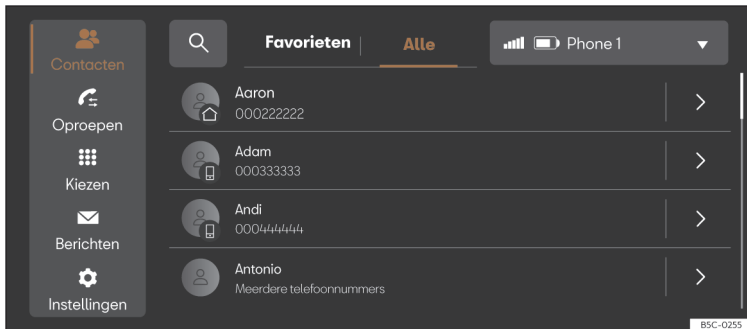 Contacten
Oproepen
Kiezen
Berichten
Instellingen
Favorieten
Alle
Phone 1
Aaron
000222222
Adam
000333333
Andi
000444444
Antonio
Meerdere telefoonnummers
B5C-0255